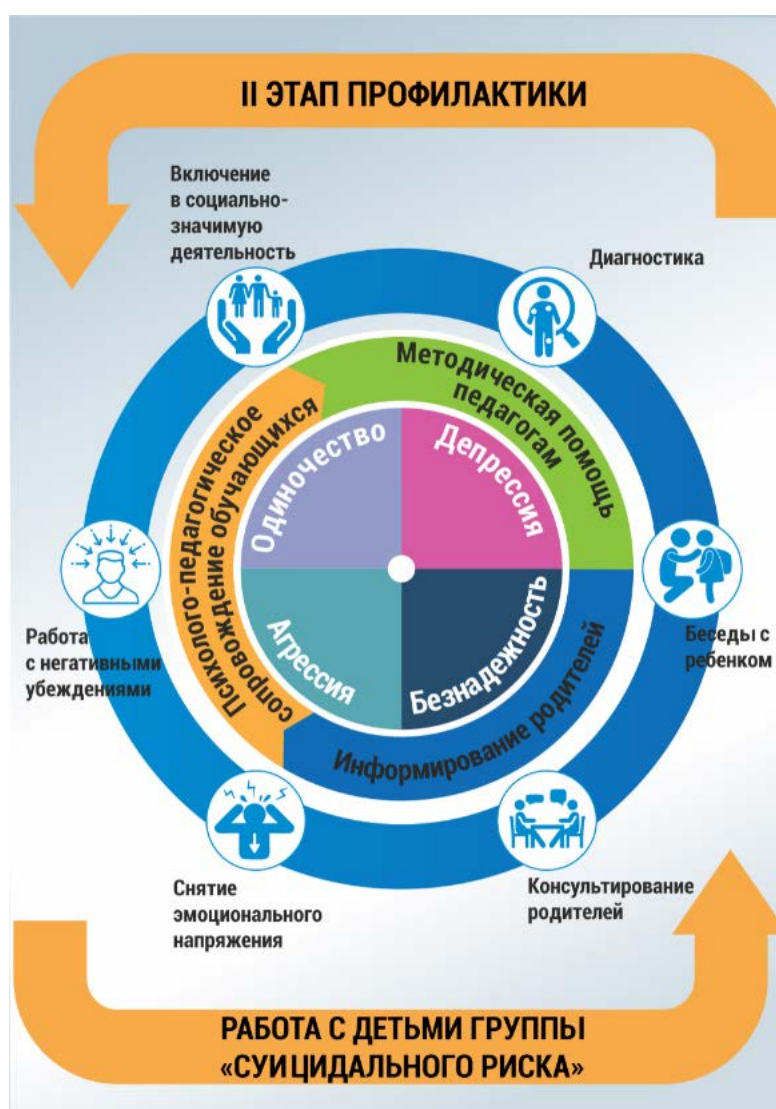 II ЭТАП ПРОФИЛАКТИКИ
Включение
в социально-
значимую
деятельность
Диагностика
Методическая помощь
педагогам
Психолого-педагогическое
сопровождение обучающихся
Одиночество
Депрессия
Агрессия
Безнадежность
Информирование родителей
Работа
с негативными
убеждениями
Беседы с
ребенком
Снятие
эмоционального
напряжения
Консультирование
родителей
РАБОТА С ДЕТЬМИ ГРУППЫ
«СУИЦИДАЛЬНОГО РИСКА»